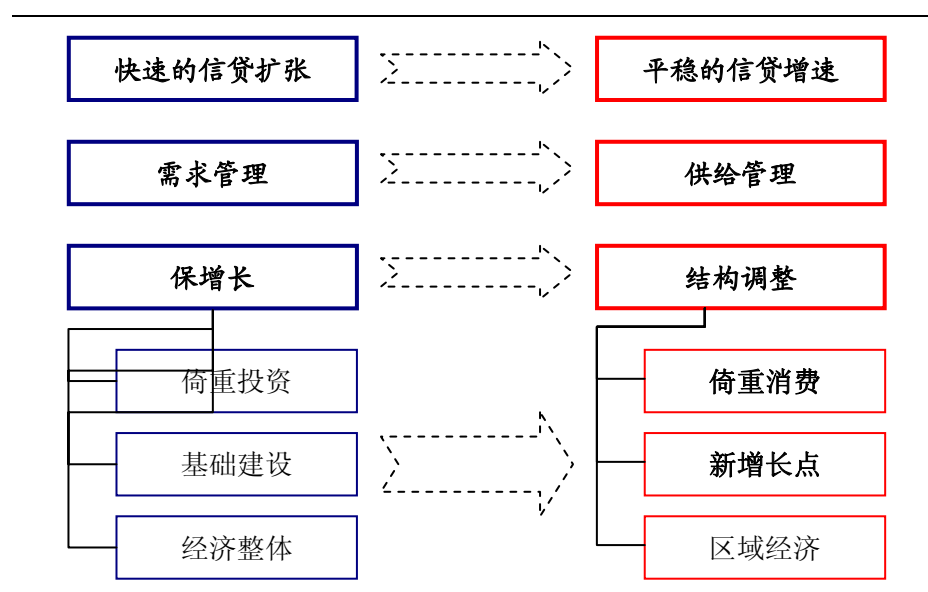 快速的信贷扩张
平稳的信贷增速
需求管理
供给管理
保增长
结构调整
倚重投资
倚重消费
基础建设
新增长点
经济整体
区域经济